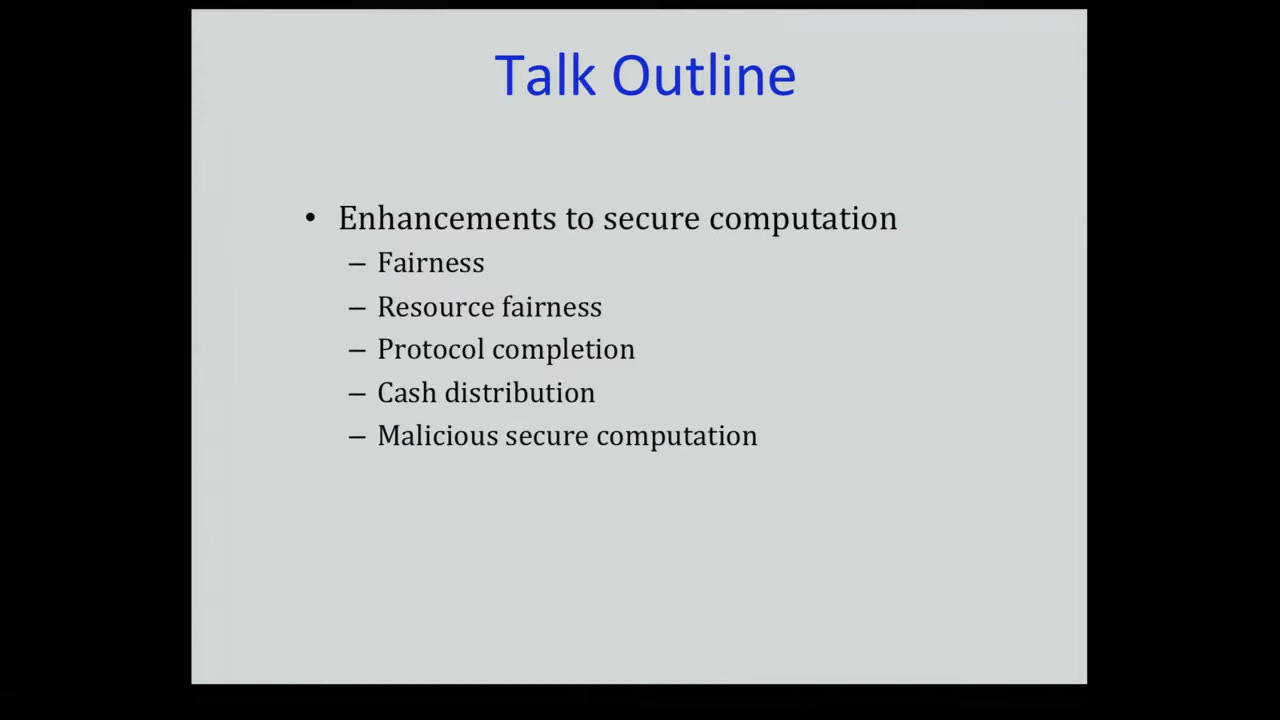 Talk Outline
• Enhancements to secure computation
– Fairness
– Resource fairness
– Protocol completion
– Cash distribution
– Malicious secure computation